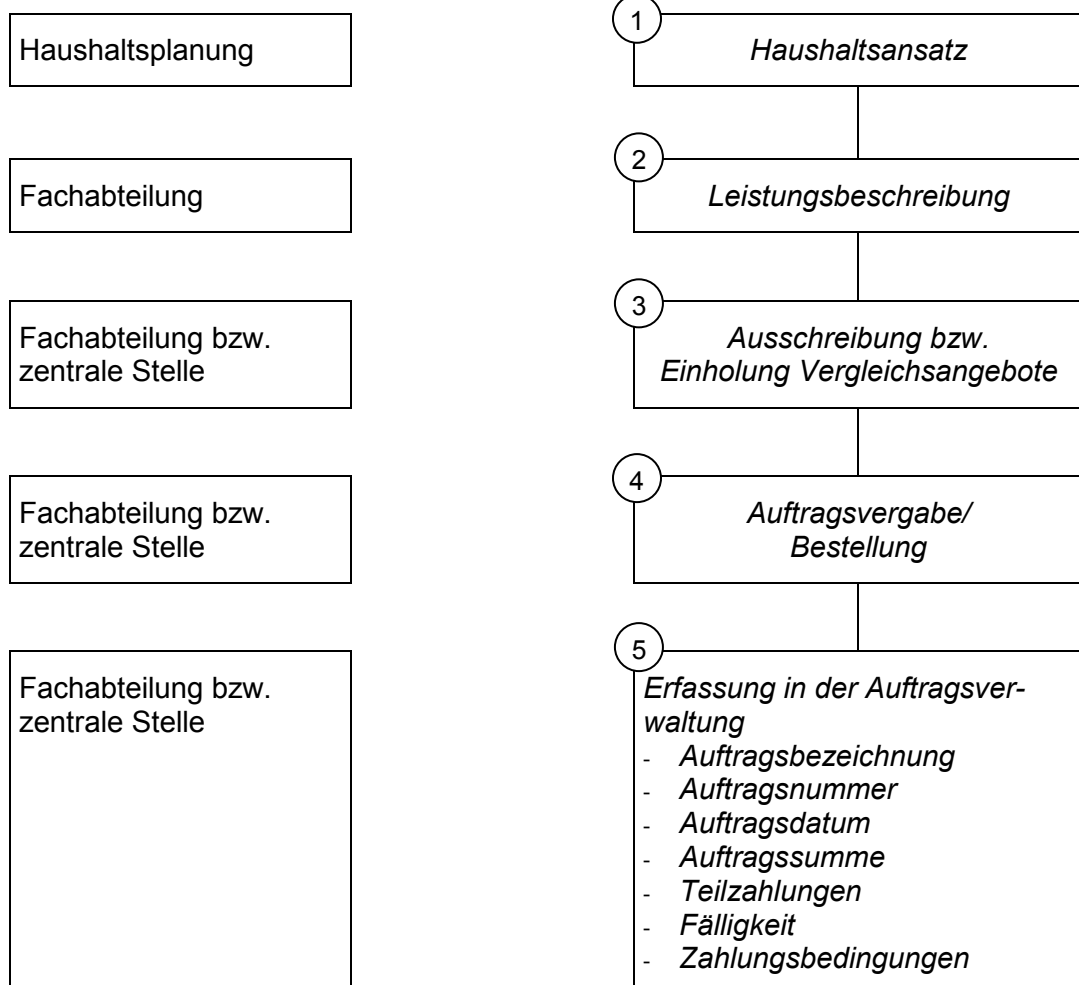 Haushaltsplanung
1
Haushaltsansatz
Fachabteilung
2
Leistungsbeschreibung
Fachabteilung bzw.
zentrale Stelle
3
Ausschreibung bzw.
Einholung Vergleichsangebote
Fachabteilung bzw.
zentrale Stelle
4
Auftragsvergabe/
Bestellung
Fachabteilung bzw.
zentrale Stelle
5
Erfassung in der Auftragsver-
waltung
- Auftragsbezeichnung
- Auftragsnummer
- Auftragsdatum
- Auftragssumme
- Teilzahlungen
- Fälligkeit
- Zahlungsbedingungen